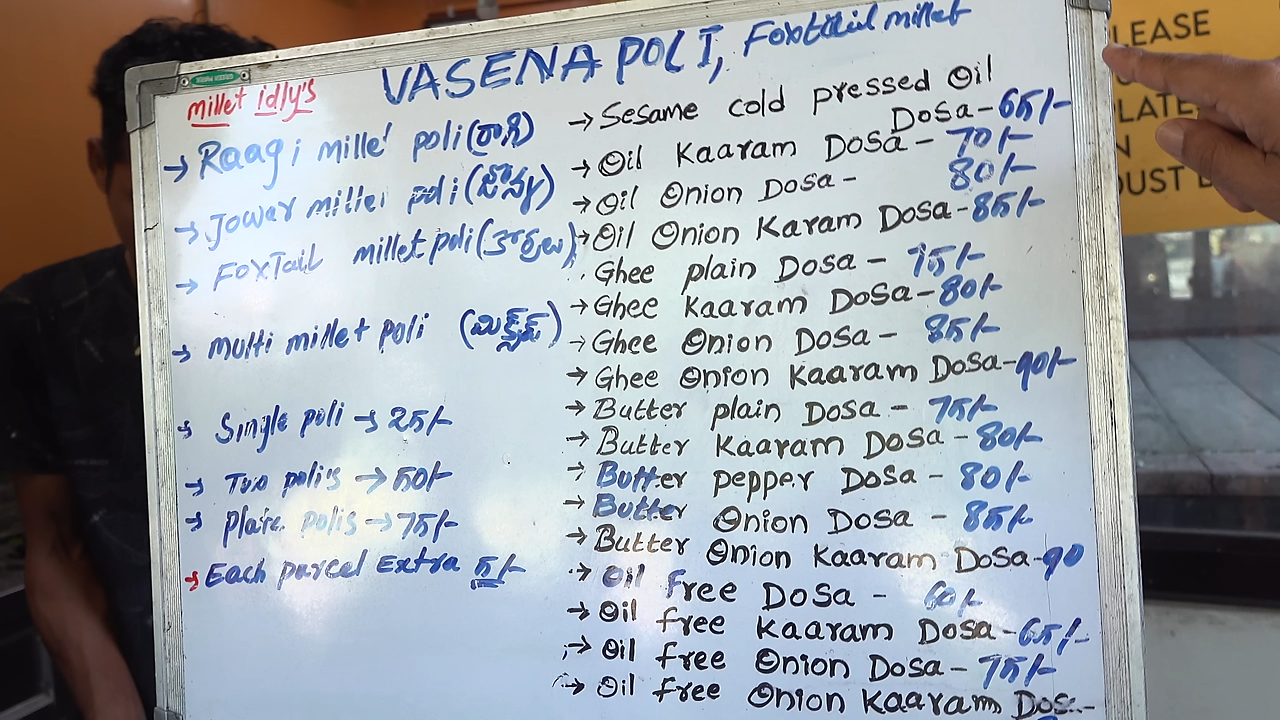 VASENA POLI, Foxtail millet
GREEN MARK
millet idly's
→ Raagi millet poli (రాగి)
→ Jowar millet poli (జొన్న)
→ FoxTail millet poli (కొర్రలు)
→ multi millet poli (మిక్స్డ్)
→ Single poli → 25/-
→ Two poli's → 50/-
→ Plate polis → 75/-
→ Each parcel Extra 5/-
→ Sesame cold pressed Oil
Dosa - 65/-
→ Oil Kaaram Dosa - 70/-
→ Oil Onion Dosa - 80/-
→ Oil Onion Karam Dosa - 85/-
Ghee plain Dosa - 75/-
→ Ghee Kaaram Dosa - 80/-
→ Ghee Onion Dosa - 85/-
→ Ghee Onion Kaaram Dosa - 90/-
→ Butter plain Dosa - 75/-
→ Butter Kaaram Dosa - 80/-
→ Butter pepper Dosa - 80/-
→ Butter Onion Dosa - 85/-
→ Butter Onion Kaaram Dosa - 90
→ Oil free Dosa - 60/-
→ Oil free Kaaram Dosa - 65/-
→ Oil free Onion Dosa - 75/-
→ Oil free Onion Kaaram Dosa -
LEASE
LATE
N
DUST